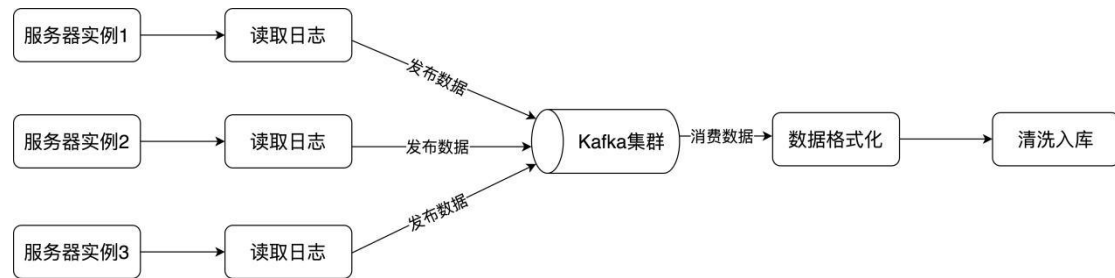 服务器实例1
读取日志
发布数据
服务器实例2
读取日志
发布数据
Kafka集群
消费数据
数据格式化
清洗入库
服务器实例3
读取日志
发布数据